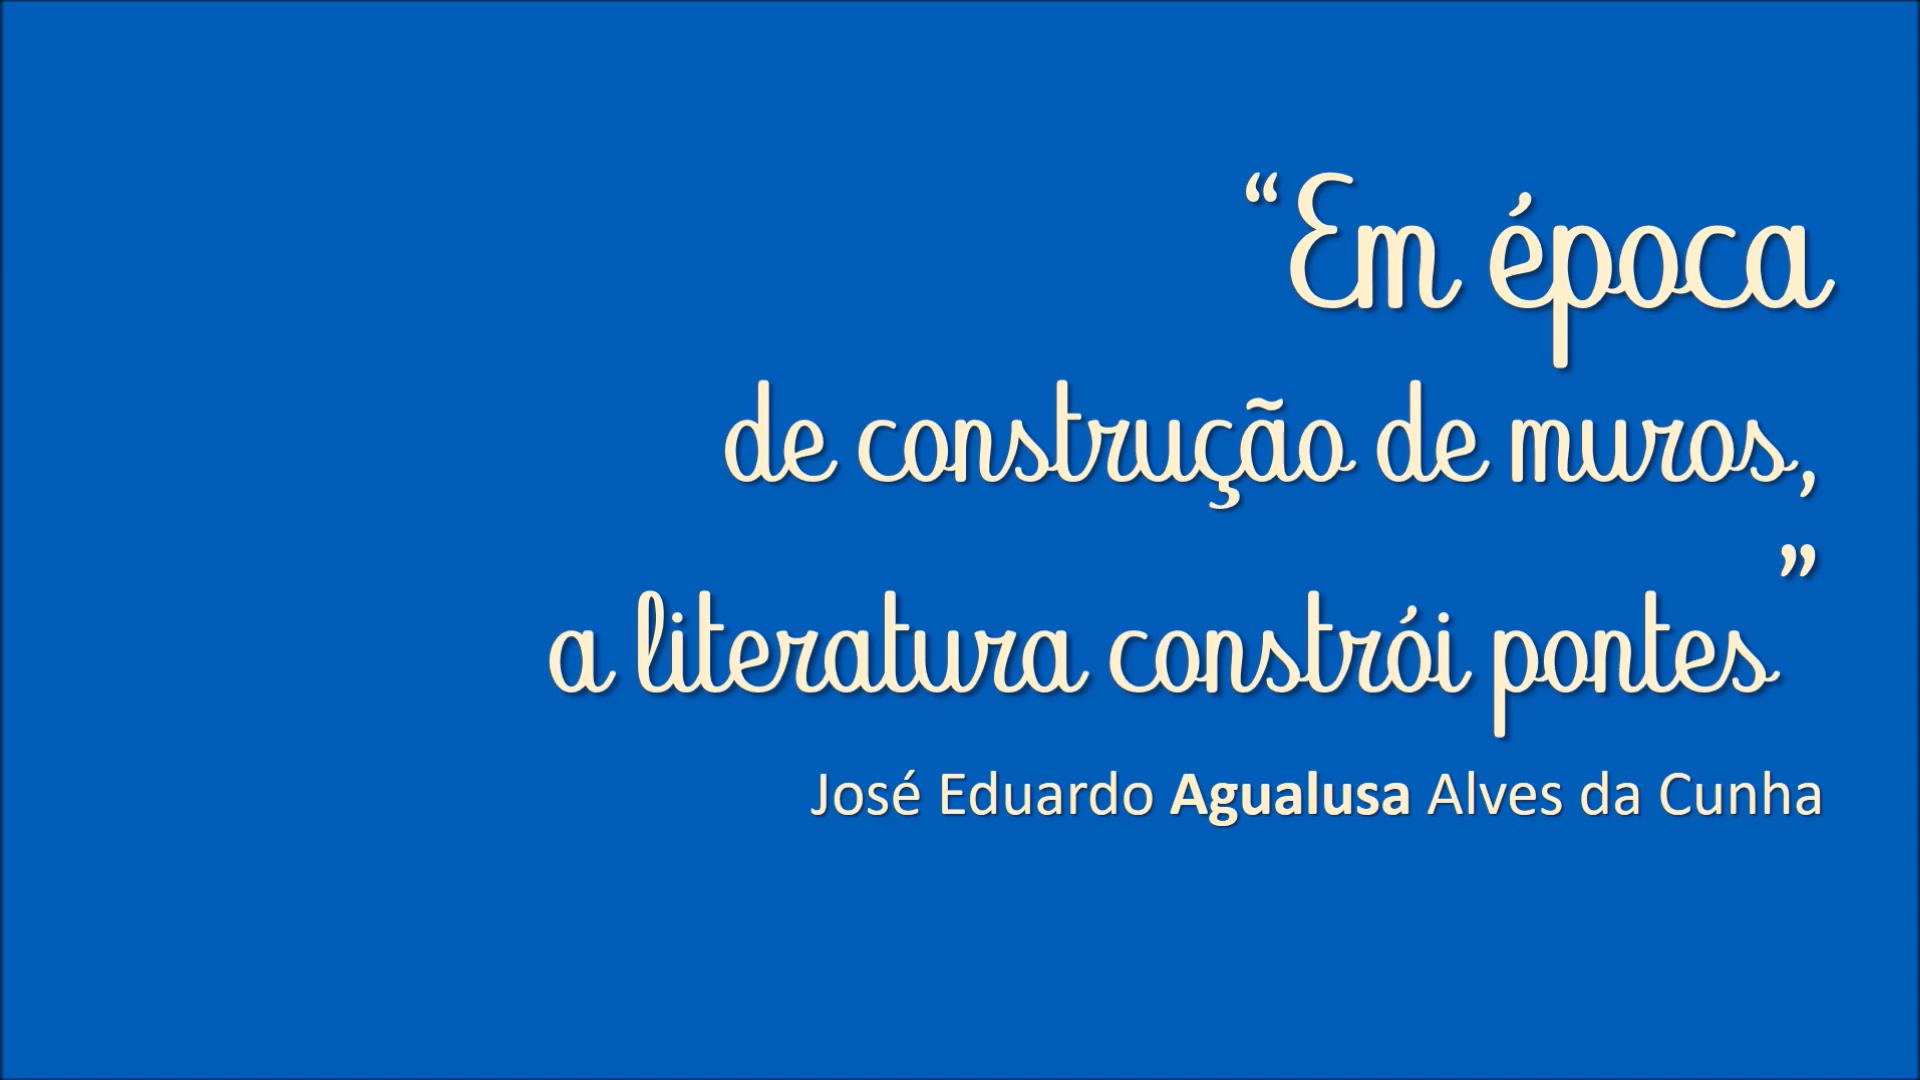 “Em época
de construção de muros,
a literatura constrói pontes”
José Eduardo Agualusa Alves da Cunha